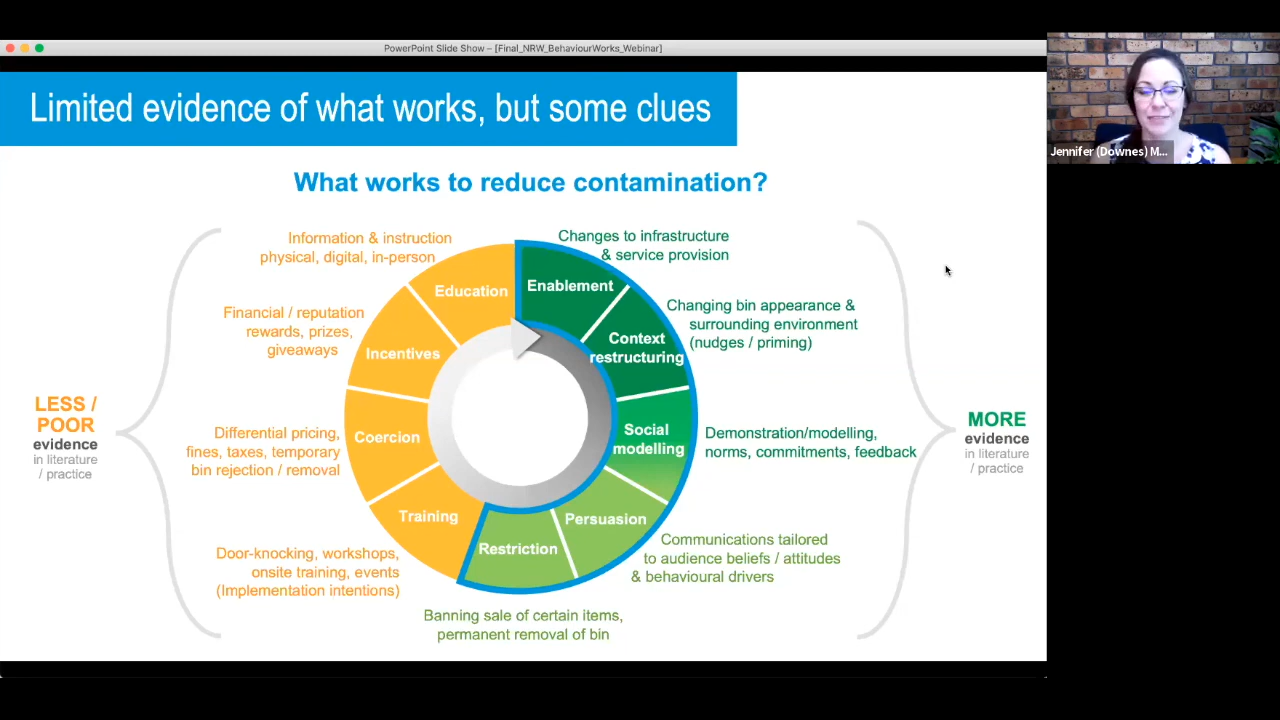 PowerPoint Slide Show – [Final_NRW_BehaviourWorks_Webinar]
Limited evidence of what works, but some clues
Jennifer (Downes) M...
What works to reduce contamination?
Information & instruction
physical, digital, in-person
Financial / reputation
rewards, prizes,
giveaways
Differential pricing,
fines, taxes, temporary
bin rejection / removal
Door-knocking, workshops,
onsite training, events
(Implementation intentions)
LESS /
POOR
evidence
in literature
/ practice
Education
Incentives
Coercion
Training
Enablement
Context
restructuring
Social
modelling
Persuasion
Restriction
Changes to infrastructure
& service provision
Changing bin appearance &
surrounding environment
(nudges / priming)
Demonstration/modelling,
norms, commitments, feedback
Communications tailored
to audience beliefs / attitudes
& behavioural drivers
Banning sale of certain items,
permanent removal of bin
MORE
evidence
in literature
/ practice